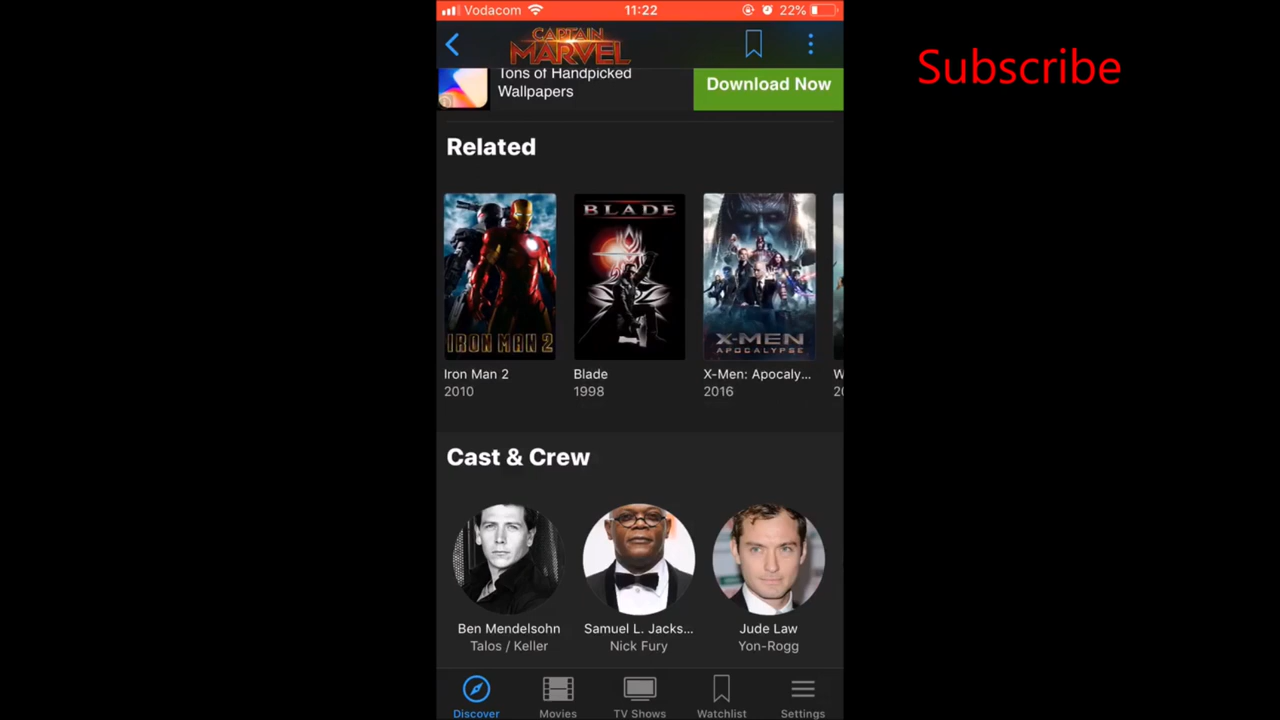 Vodacom
11:22
22%
CAPTAIN
MARVEL
Subscribe
Tons of Handpicked
Wallpapers
Download Now
Related
IRON MAN 2
BLADE
X-MEN
APOCALYPSE
Iron Man 2
Blade
X-Men: Apocaly...
W
2010
1998
2016
20
Cast & Crew
Ben Mendelsohn
Samuel L. Jacks...
Jude Law
Talos / Keller
Nick Fury
Yon-Rogg
Discover
Movies
TV Shows
Watchlist
Settings